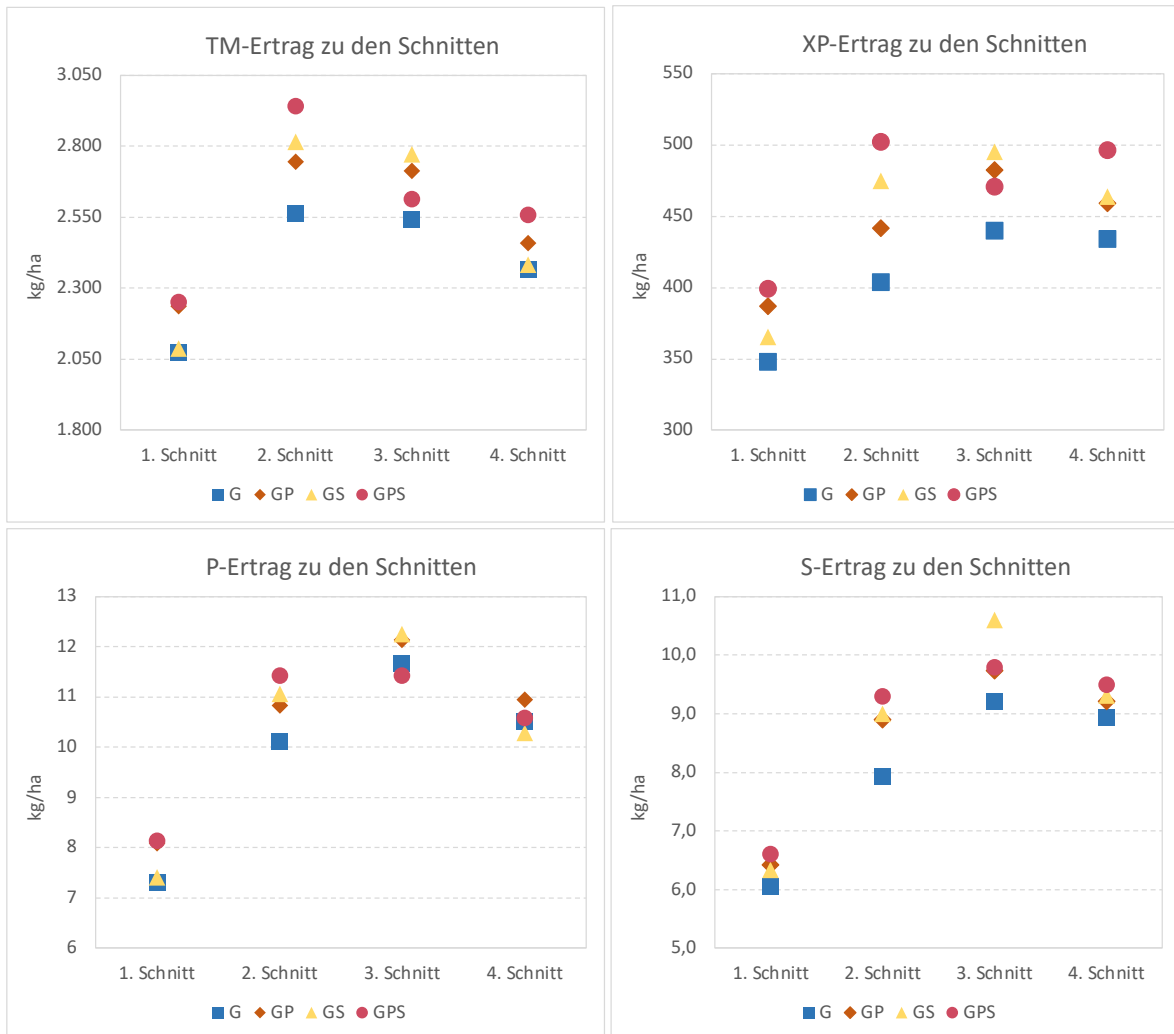 TM-Ertrag zu den Schnitten
3.050
2.800
2.550
2.300
2.050
1.800
kg/ha
1. Schnitt 2. Schnitt 3. Schnitt 4. Schnitt
G GP GS GPS
XP-Ertrag zu den Schnitten
550
500
450
400
350
300
kg/ha
1. Schnitt 2. Schnitt 3. Schnitt 4. Schnitt
G GP GS GPS
P-Ertrag zu den Schnitten
13
12
11
10
9
8
7
6
kg/ha
1. Schnitt 2. Schnitt 3. Schnitt 4. Schnitt
G GP GS GPS
S-Ertrag zu den Schnitten
11,0
10,0
9,0
8,0
7,0
6,0
5,0
kg/ha
1. Schnitt 2. Schnitt 3. Schnitt 4. Schnitt
G GP GS GPS